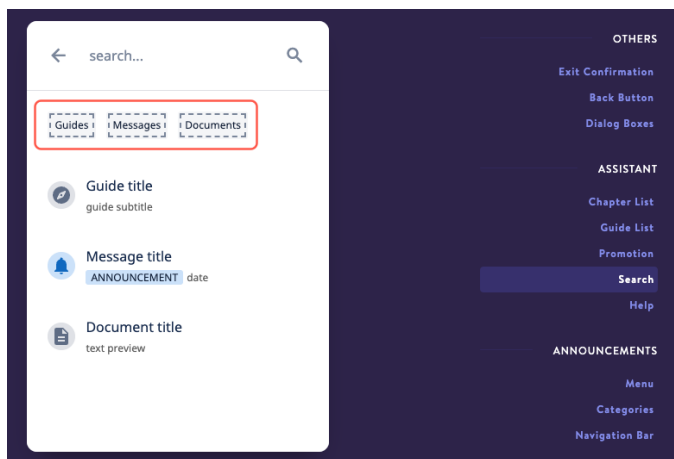 search...
Guides Messages Documents
Guide title
guide subtitle
Message title
ANNOUNCEMENT date
Document title
text preview
OTHERS
Exit Confirmation
Back Button
Dialog Boxes
ASSISTANT
Chapter List
Guide List
Promotion
Search
Help
ANNOUNCEMENTS
Menu
Categories
Navigation Bar